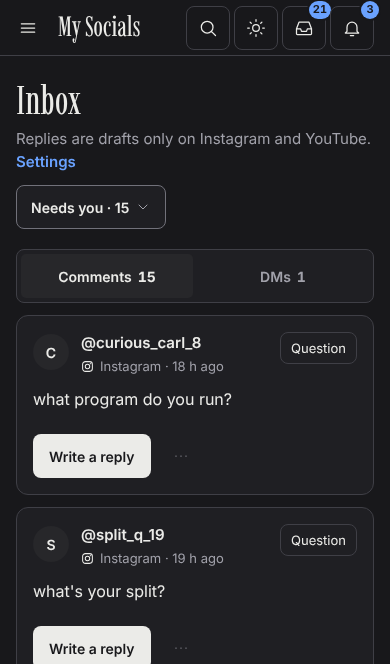 My Socials
21
3
Inbox
Replies are drafts only on Instagram and YouTube.
Settings
Needs you · 15
Comments 15
DMs 1
C
@curious_carl_8
Instagram · 18 h ago
Question
what program do you run?
Write a reply
...
S
@split_q_19
Instagram · 19 h ago
Question
what's your split?
Write a reply
...